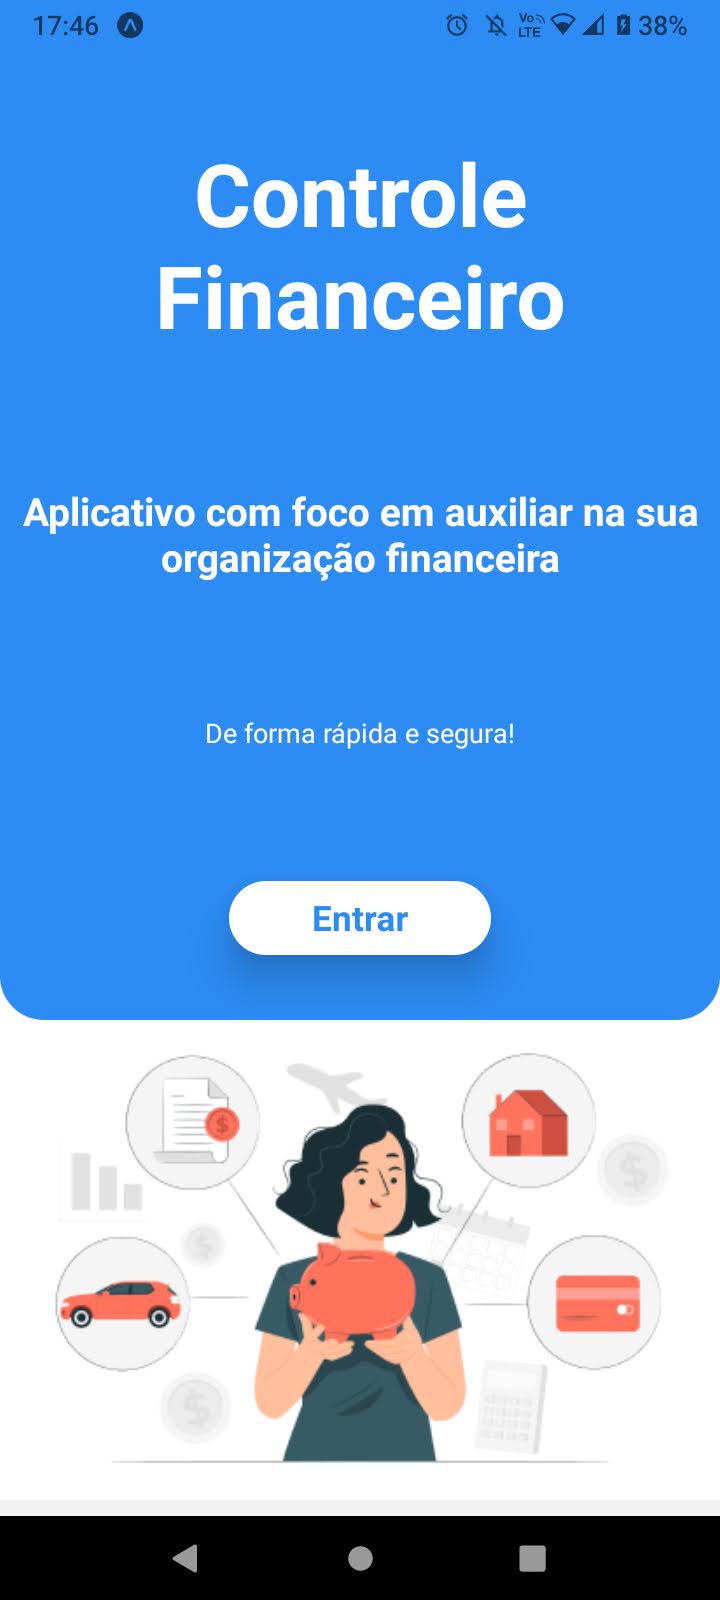 17:46
Vo
LTE
38%
Controle
Financeiro
Aplicativo com foco em auxiliar na sua
organização financeira
De forma rápida e segura!
Entrar
$
$
$
$